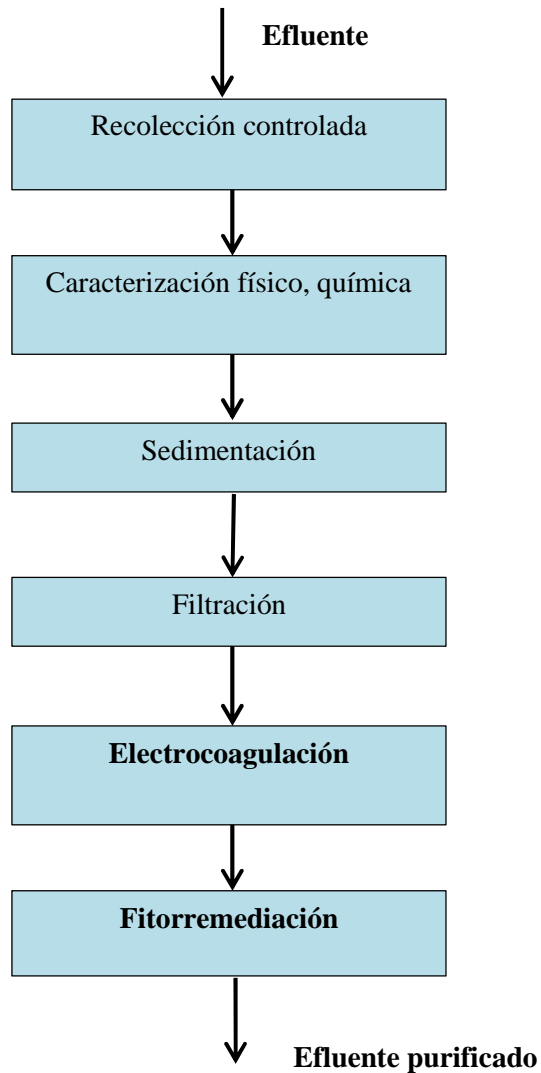 Efluente
Recolección controlada
Caracterización físico, química
Sedimentación
Filtración
Electrocoagulación
Fitorremediación
Efluente purificado